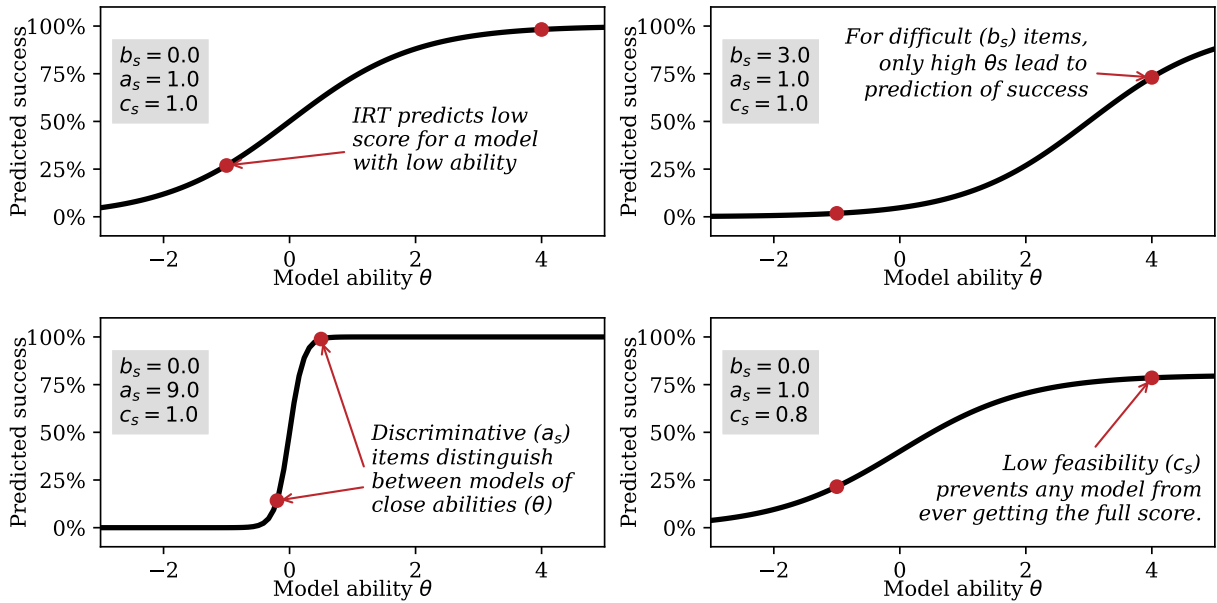 Predicted success
100%
75%
50%
25%
0%
b_s = 0.0
a_s = 1.0
c_s = 1.0
IRT predicts low
score for a model
with low ability
−2
0
2
4
Model ability θ
Predicted success
100%
75%
50%
25%
0%
b_s = 3.0
a_s = 1.0
c_s = 1.0
For difficult (b_s) items,
only high θs lead to
prediction of success
−2
0
2
4
Model ability θ
Predicted success
100%
75%
50%
25%
0%
b_s = 0.0
a_s = 9.0
c_s = 1.0
Discriminative (a_s)
items distinguish
between models of
close abilities (θ)
−2
0
2
4
Model ability θ
Predicted success
100%
75%
50%
25%
0%
b_s = 0.0
a_s = 1.0
c_s = 0.8
Low feasibility (c_s)
prevents any model from
ever getting the full score.
−2
0
2
4
Model ability θ